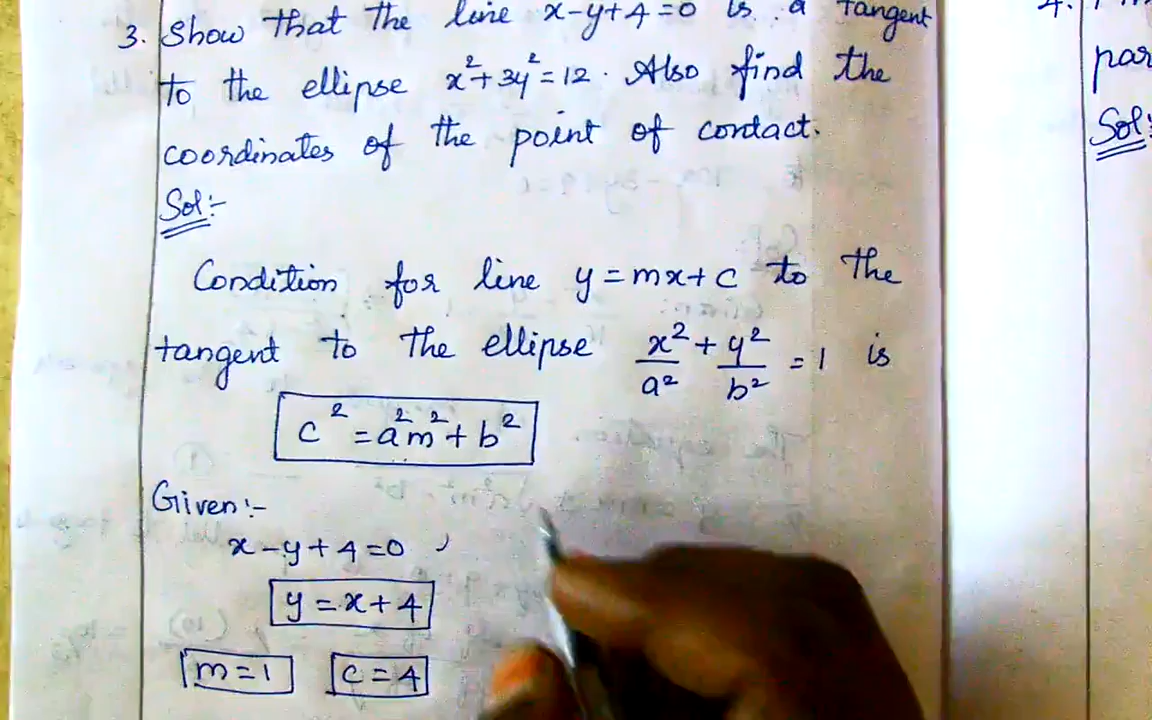 3. Show that the line x-y+4=0 is a tangent
to the ellipse x²+3y²=12. Also find the
coordinates of the point of contact.
Sol:-
Condition for line y=mx+c to the
tangent to the ellipse x²/a² + y²/b² = 1 is
c² = a²m² + b²
Given:-
x-y+4=0,
y=x+4
m=1 c=4
4.
par
Sol: